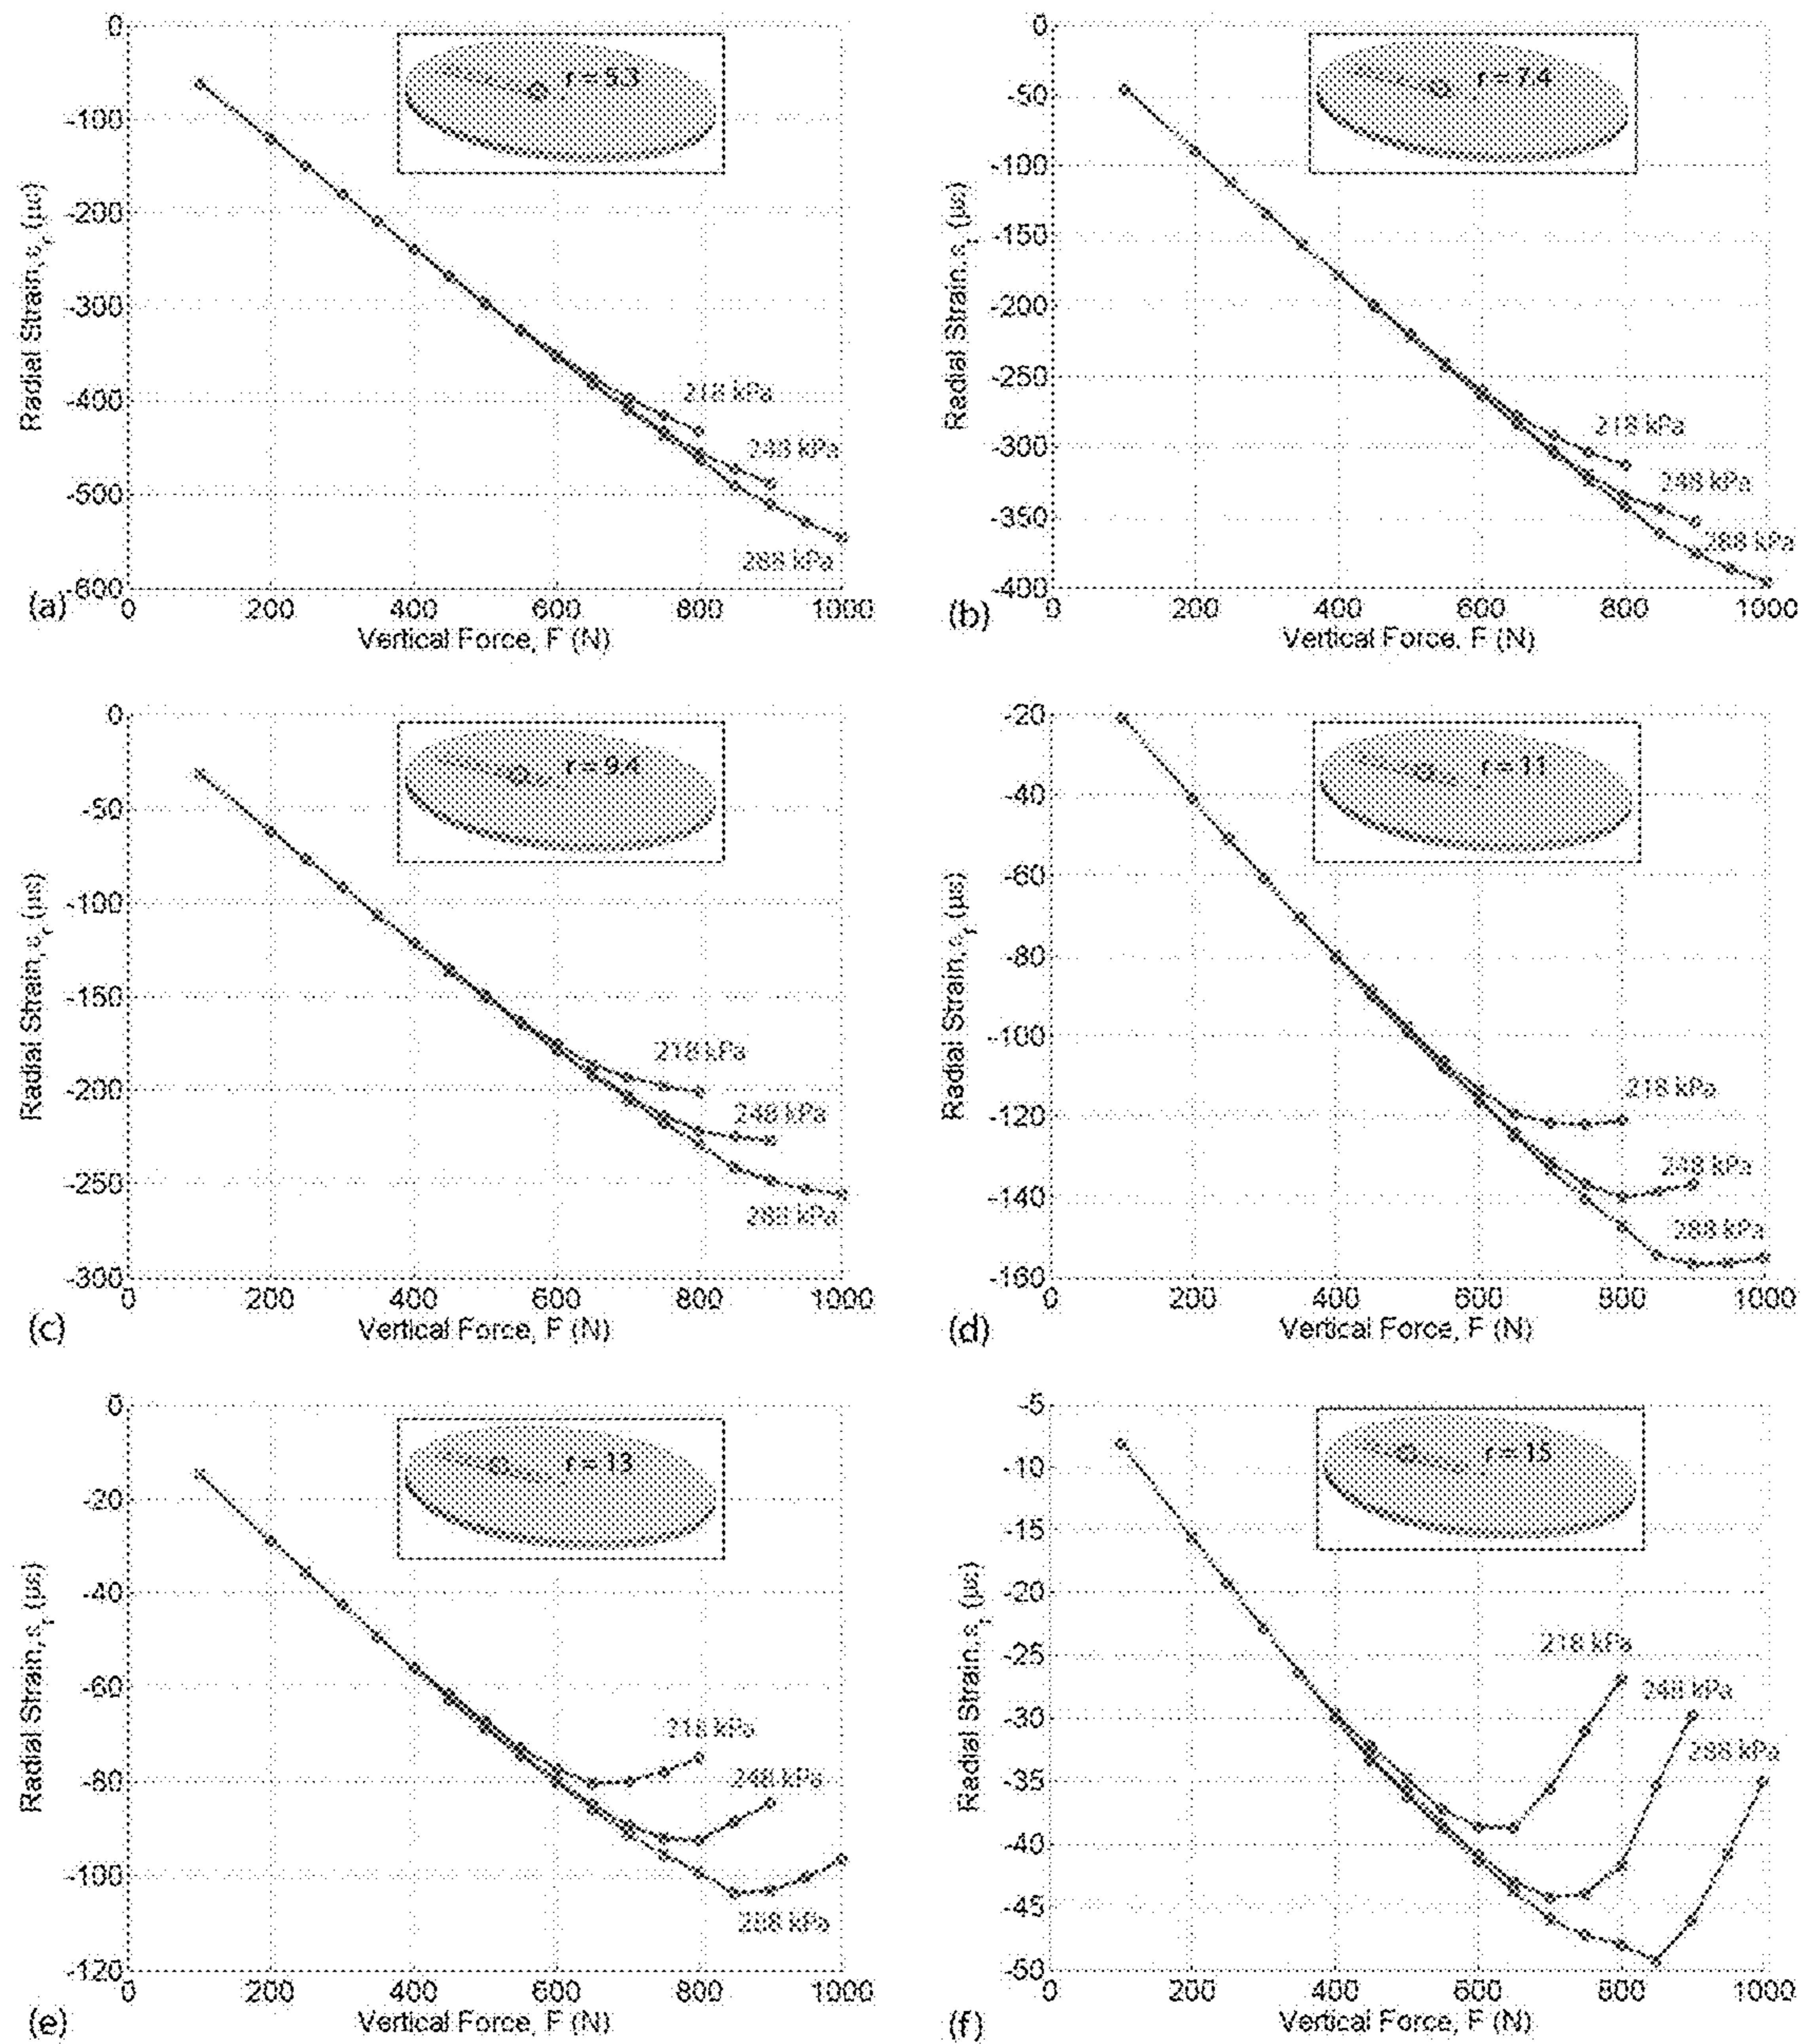 0
-100
-200
-300
-400
-500
-600
Radial Strain, εr (με)
r = 5.3
218 kPa
248 kPa
288 kPa
0 200 400 600 800 1000
Vertical Force, F (N)
(a)
0
-50
-100
-150
-200
-250
-300
-350
-400
Radial Strain, εr (με)
r = 7.4
218 kPa
248 kPa
288 kPa
0 200 400 600 800 1000
Vertical Force, F (N)
(b)
0
-50
-100
-150
-200
-250
-300
Radial Strain, εr (με)
r = 9.4
218 kPa
248 kPa
288 kPa
0 200 400 600 800 1000
Vertical Force, F (N)
(c)
-20
-40
-60
-80
-100
-120
-140
-160
Radial Strain, εr (με)
r = 11
218 kPa
248 kPa
288 kPa
0 200 400 600 800 1000
Vertical Force, F (N)
(d)
0
-20
-40
-60
-80
-100
-120
Radial Strain, εr (με)
r = 13
218 kPa
248 kPa
288 kPa
0 200 400 600 800 1000
Vertical Force, F (N)
(e)
-5
-10
-15
-20
-25
-30
-35
-40
-45
-50
Radial Strain, εr (με)
r = 15
218 kPa
248 kPa
288 kPa
0 200 400 600 800 1000
Vertical Force, F (N)
(f)